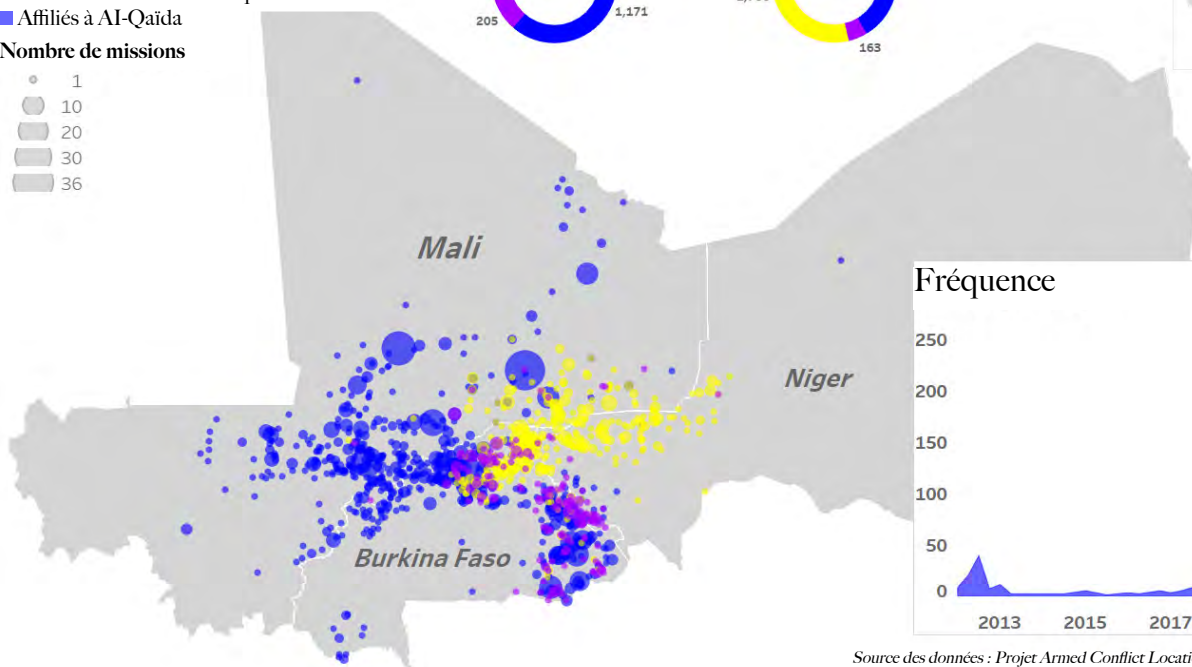 Affiliés à AI-Qaïda
Nombre de missions
1
10
20
30
36
205
1,171
163
Mali
Niger
Burkina Faso
Fréquence
250
200
150
100
50
0
2013
2015
2017
Source des données : Projet Armed Conflict Locati